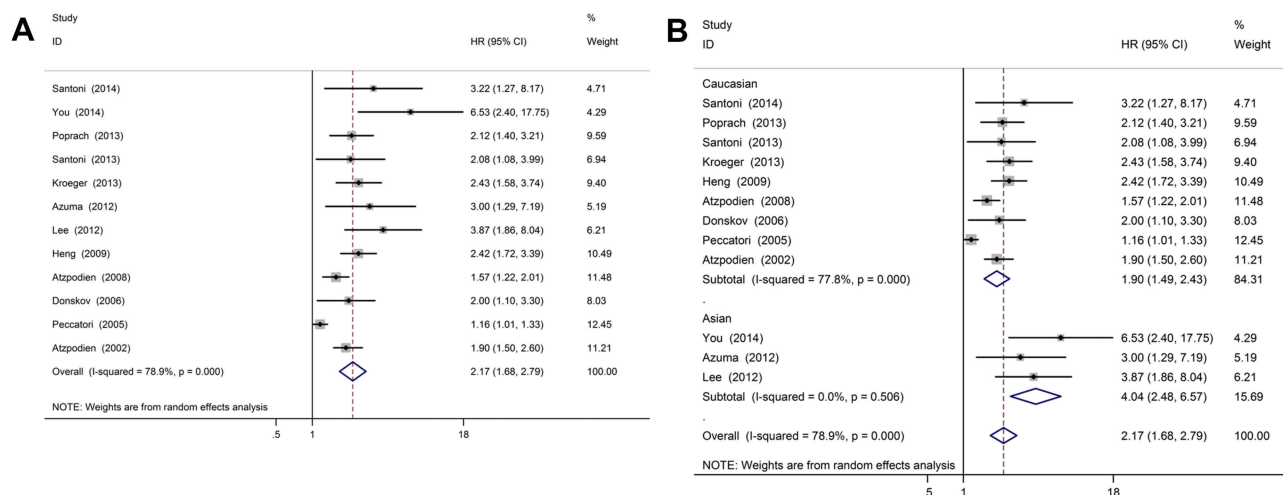 A
Study %
ID HR (95% CI) Weight
Santoni (2014) 3.22 (1.27, 8.17) 4.71
You (2014) 6.53 (2.40, 17.75) 4.29
Poprach (2013) 2.12 (1.40, 3.21) 9.59
Santoni (2013) 2.08 (1.08, 3.99) 6.94
Kroeger (2013) 2.43 (1.58, 3.74) 9.40
Azuma (2012) 3.00 (1.29, 7.19) 5.19
Lee (2012) 3.87 (1.86, 8.04) 6.21
Heng (2009) 2.42 (1.72, 3.39) 10.49
Atzpodien (2008) 1.57 (1.22, 2.01) 11.48
Donskov (2006) 2.00 (1.10, 3.30) 8.03
Peccatori (2005) 1.16 (1.01, 1.33) 12.45
Atzpodien (2002) 1.90 (1.50, 2.60) 11.21
Overall (I-squared = 78.9%, p = 0.000) 2.17 (1.68, 2.79) 100.00
NOTE: Weights are from random effects analysis
.5 1 18
B
Study %
ID HR (95% CI) Weight
Caucasian
Santoni (2014) 3.22 (1.27, 8.17) 4.71
Poprach (2013) 2.12 (1.40, 3.21) 9.59
Santoni (2013) 2.08 (1.08, 3.99) 6.94
Kroeger (2013) 2.43 (1.58, 3.74) 9.40
Heng (2009) 2.42 (1.72, 3.39) 10.49
Atzpodien (2008) 1.57 (1.22, 2.01) 11.48
Donskov (2006) 2.00 (1.10, 3.30) 8.03
Peccatori (2005) 1.16 (1.01, 1.33) 12.45
Atzpodien (2002) 1.90 (1.50, 2.60) 11.21
Subtotal (I-squared = 77.8%, p = 0.000) 1.90 (1.49, 2.43) 84.31
.
Asian
You (2014) 6.53 (2.40, 17.75) 4.29
Azuma (2012) 3.00 (1.29, 7.19) 5.19
Lee (2012) 3.87 (1.86, 8.04) 6.21
Subtotal (I-squared = 0.0%, p = 0.506) 4.04 (2.48, 6.57) 15.69
.
Overall (I-squared = 78.9%, p = 0.000) 2.17 (1.68, 2.79) 100.00
NOTE: Weights are from random effects analysis
.5 1 18